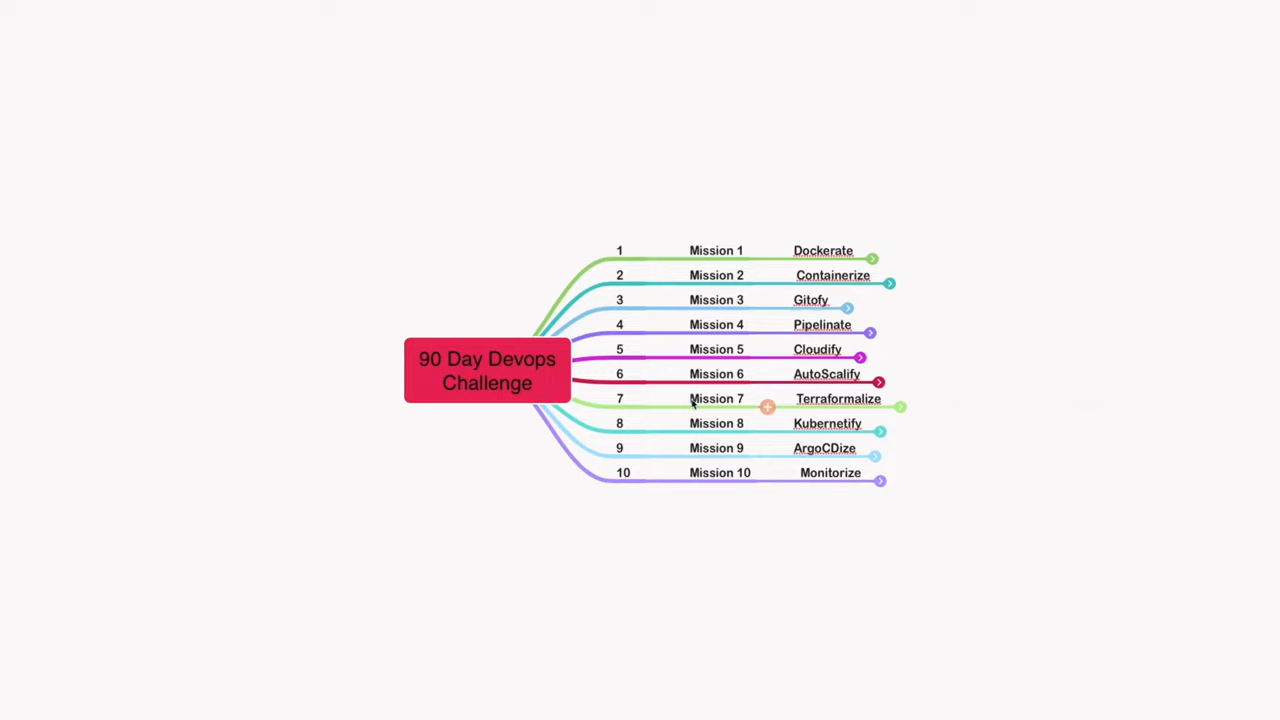 90 Day Devops
Challenge
1 Mission 1 Dockerate
2 Mission 2 Containerize
3 Mission 3 Gitofy
4 Mission 4 Pipelinate
5 Mission 5 Cloudify
6 Mission 6 AutoScalify
7 Mission 7 Terraformalize
8 Mission 8 Kubernetify
9 Mission 9 ArgoCDize
10 Mission 10 Monitorize